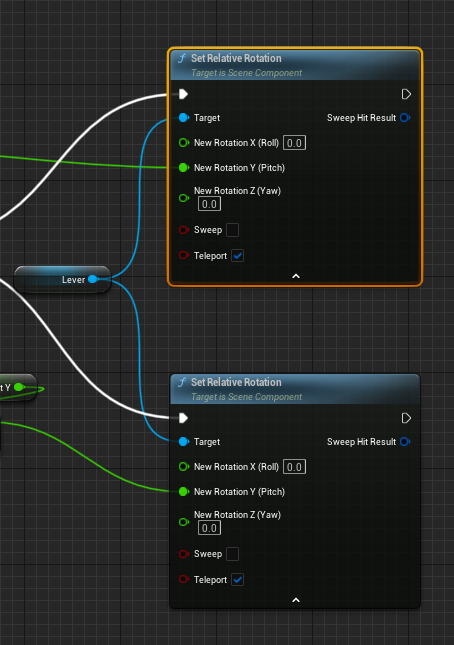 Set Relative Rotation
Target is Scene Component
Target
Sweep Hit Result
New Rotation X (Roll) 0.0
New Rotation Y (Pitch)
New Rotation Z (Yaw)
0.0
Sweep
Teleport
Lever
t Y
Set Relative Rotation
Target is Scene Component
Target
Sweep Hit Result
New Rotation X (Roll) 0.0
New Rotation Y (Pitch)
New Rotation Z (Yaw)
0.0
Sweep
Teleport